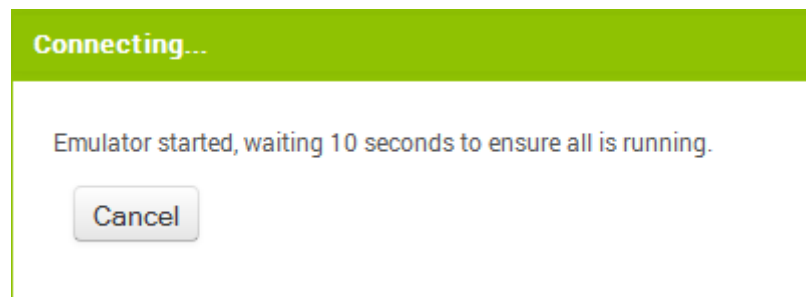 Connecting...
Emulator started, waiting 10 seconds to ensure all is running.
Cancel